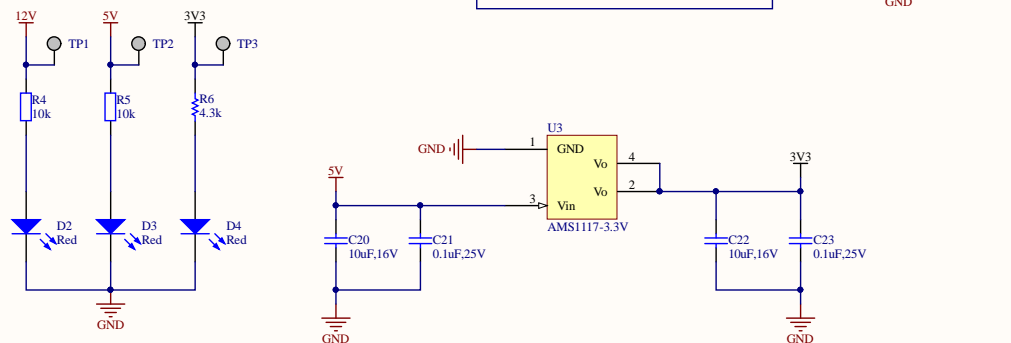 GND
12V
5V
3V3
TP1
TP2
TP3
R4
10k
R5
10k
R6
4.3k
D2
Red
D3
Red
D4
Red
GND
U3
GND
1
GND
Vo
4
Vo
2
3
Vin
AMS1117-3.3V
5V
3V3
C20
10uF,16V
C21
0.1uF,25V
C22
10uF,16V
C23
0.1uF,25V
GND
GND